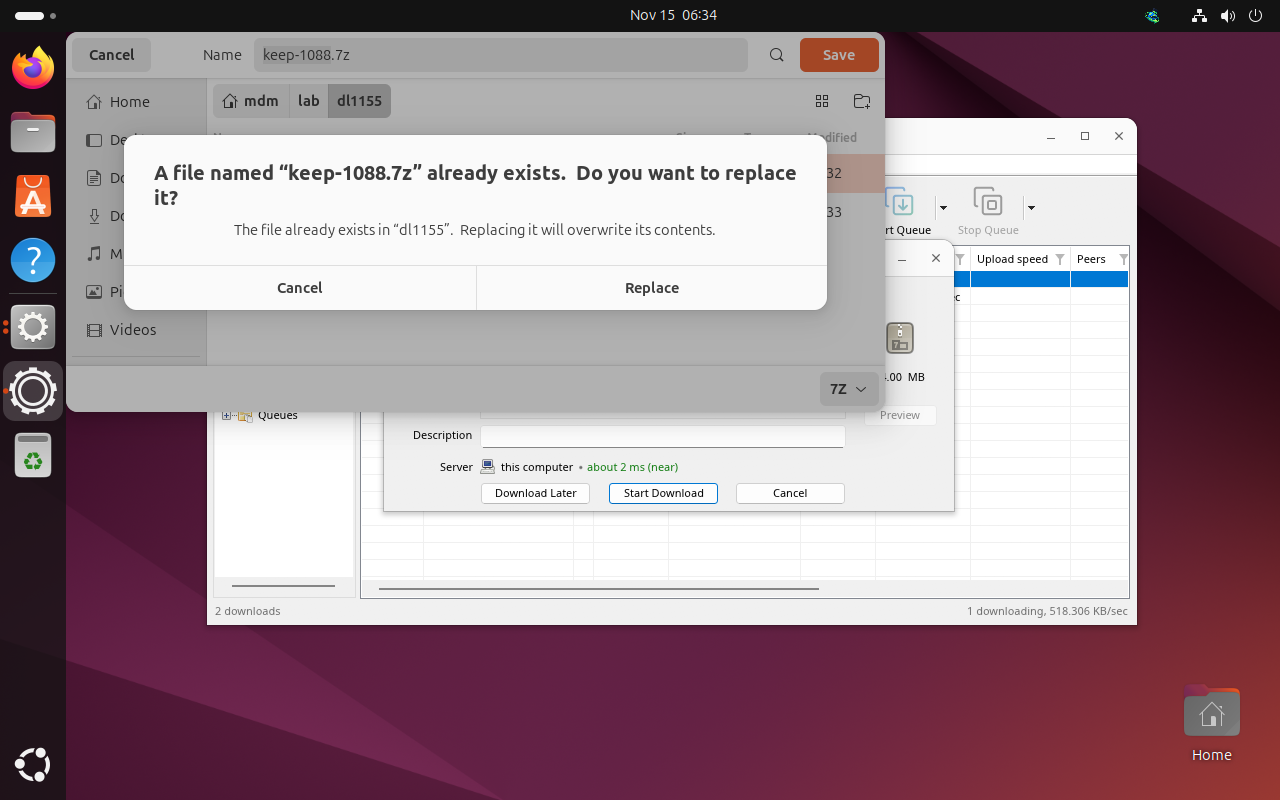 Nov 15  06:34
Cancel
Name
keep-1088.7z
Save
Home
mdm
lab
dl1155
Modified
A file named “keep-1088.7z” already exists.  Do you want to replace
it?
32
33
The file already exists in “dl1155”.  Replacing it will overwrite its contents.
Cancel
Replace
Videos
7Z
Stop Queue
Upload speed
Peers
MB
Preview
Queues
Description
Server
this computer
• about 2 ms (near)
Download Later
Start Download
Cancel
2 downloads
1 downloading, 518.306 KB/sec
Home